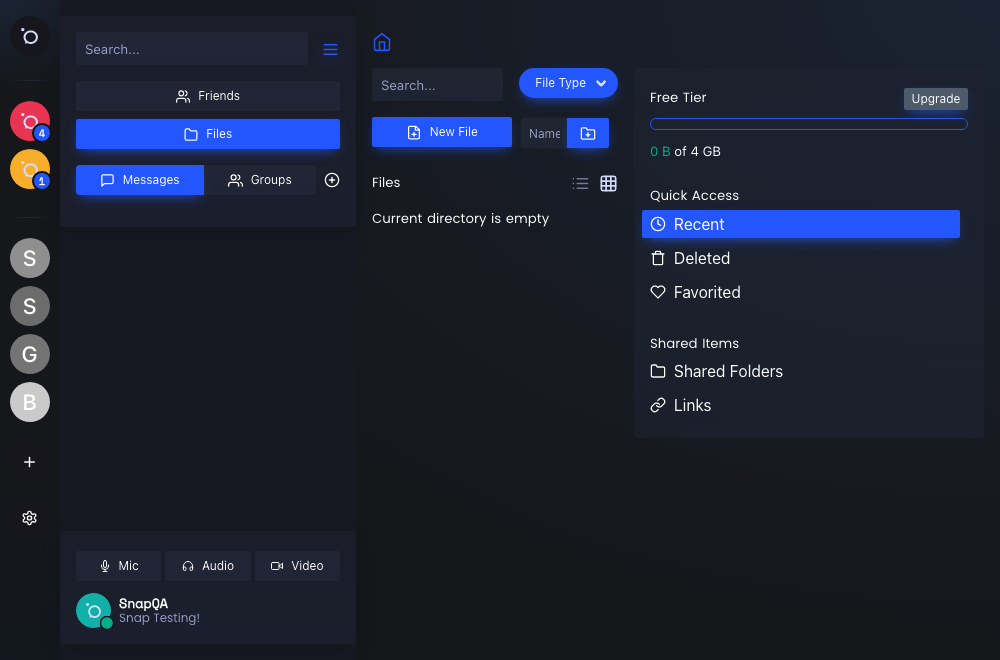 4
1
S
S
G
B
Search...
Friends
Files
Messages
Groups
Mic
Audio
Video
SnapQA
Snap Testing!
Search...
File Type
New File
Name
Files
Current directory is empty
Free Tier
Upgrade
0 B of 4 GB
Quick Access
Recent
Deleted
Favorited
Shared Items
Shared Folders
Links